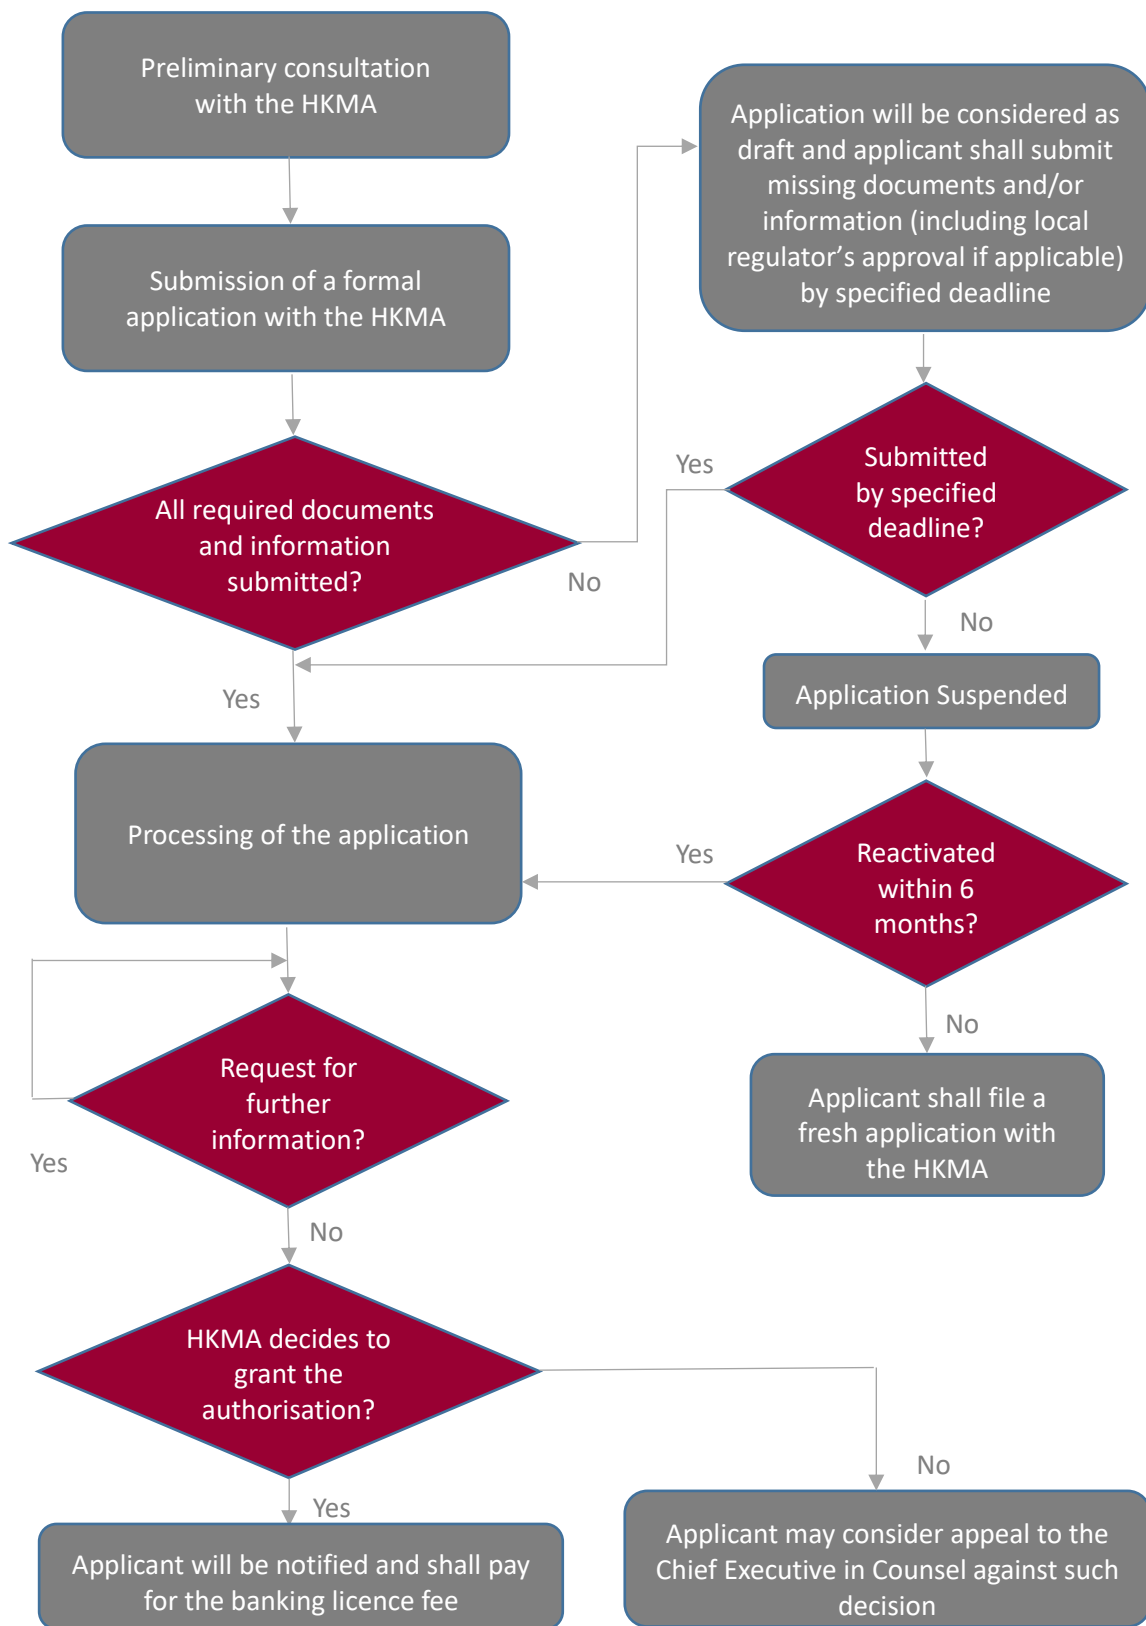 Preliminary consultation
with the HKMA
Submission of a formal
application with the HKMA
All required documents
and information
submitted?
No
Yes
Application will be considered as
draft and applicant shall submit
missing documents and/or
information (including local
regulator’s approval if applicable)
by specified deadline
Submitted
by specified
deadline?
Yes
No
Application Suspended
Reactivated
within 6
months?
Yes
No
Applicant shall file a
fresh application with
the HKMA
Processing of the application
Request for
further
information?
Yes
No
HKMA decides to
grant the
authorisation?
Yes
No
Applicant will be notified and shall pay
for the banking licence fee
Applicant may consider appeal to the
Chief Executive in Counsel against such
decision